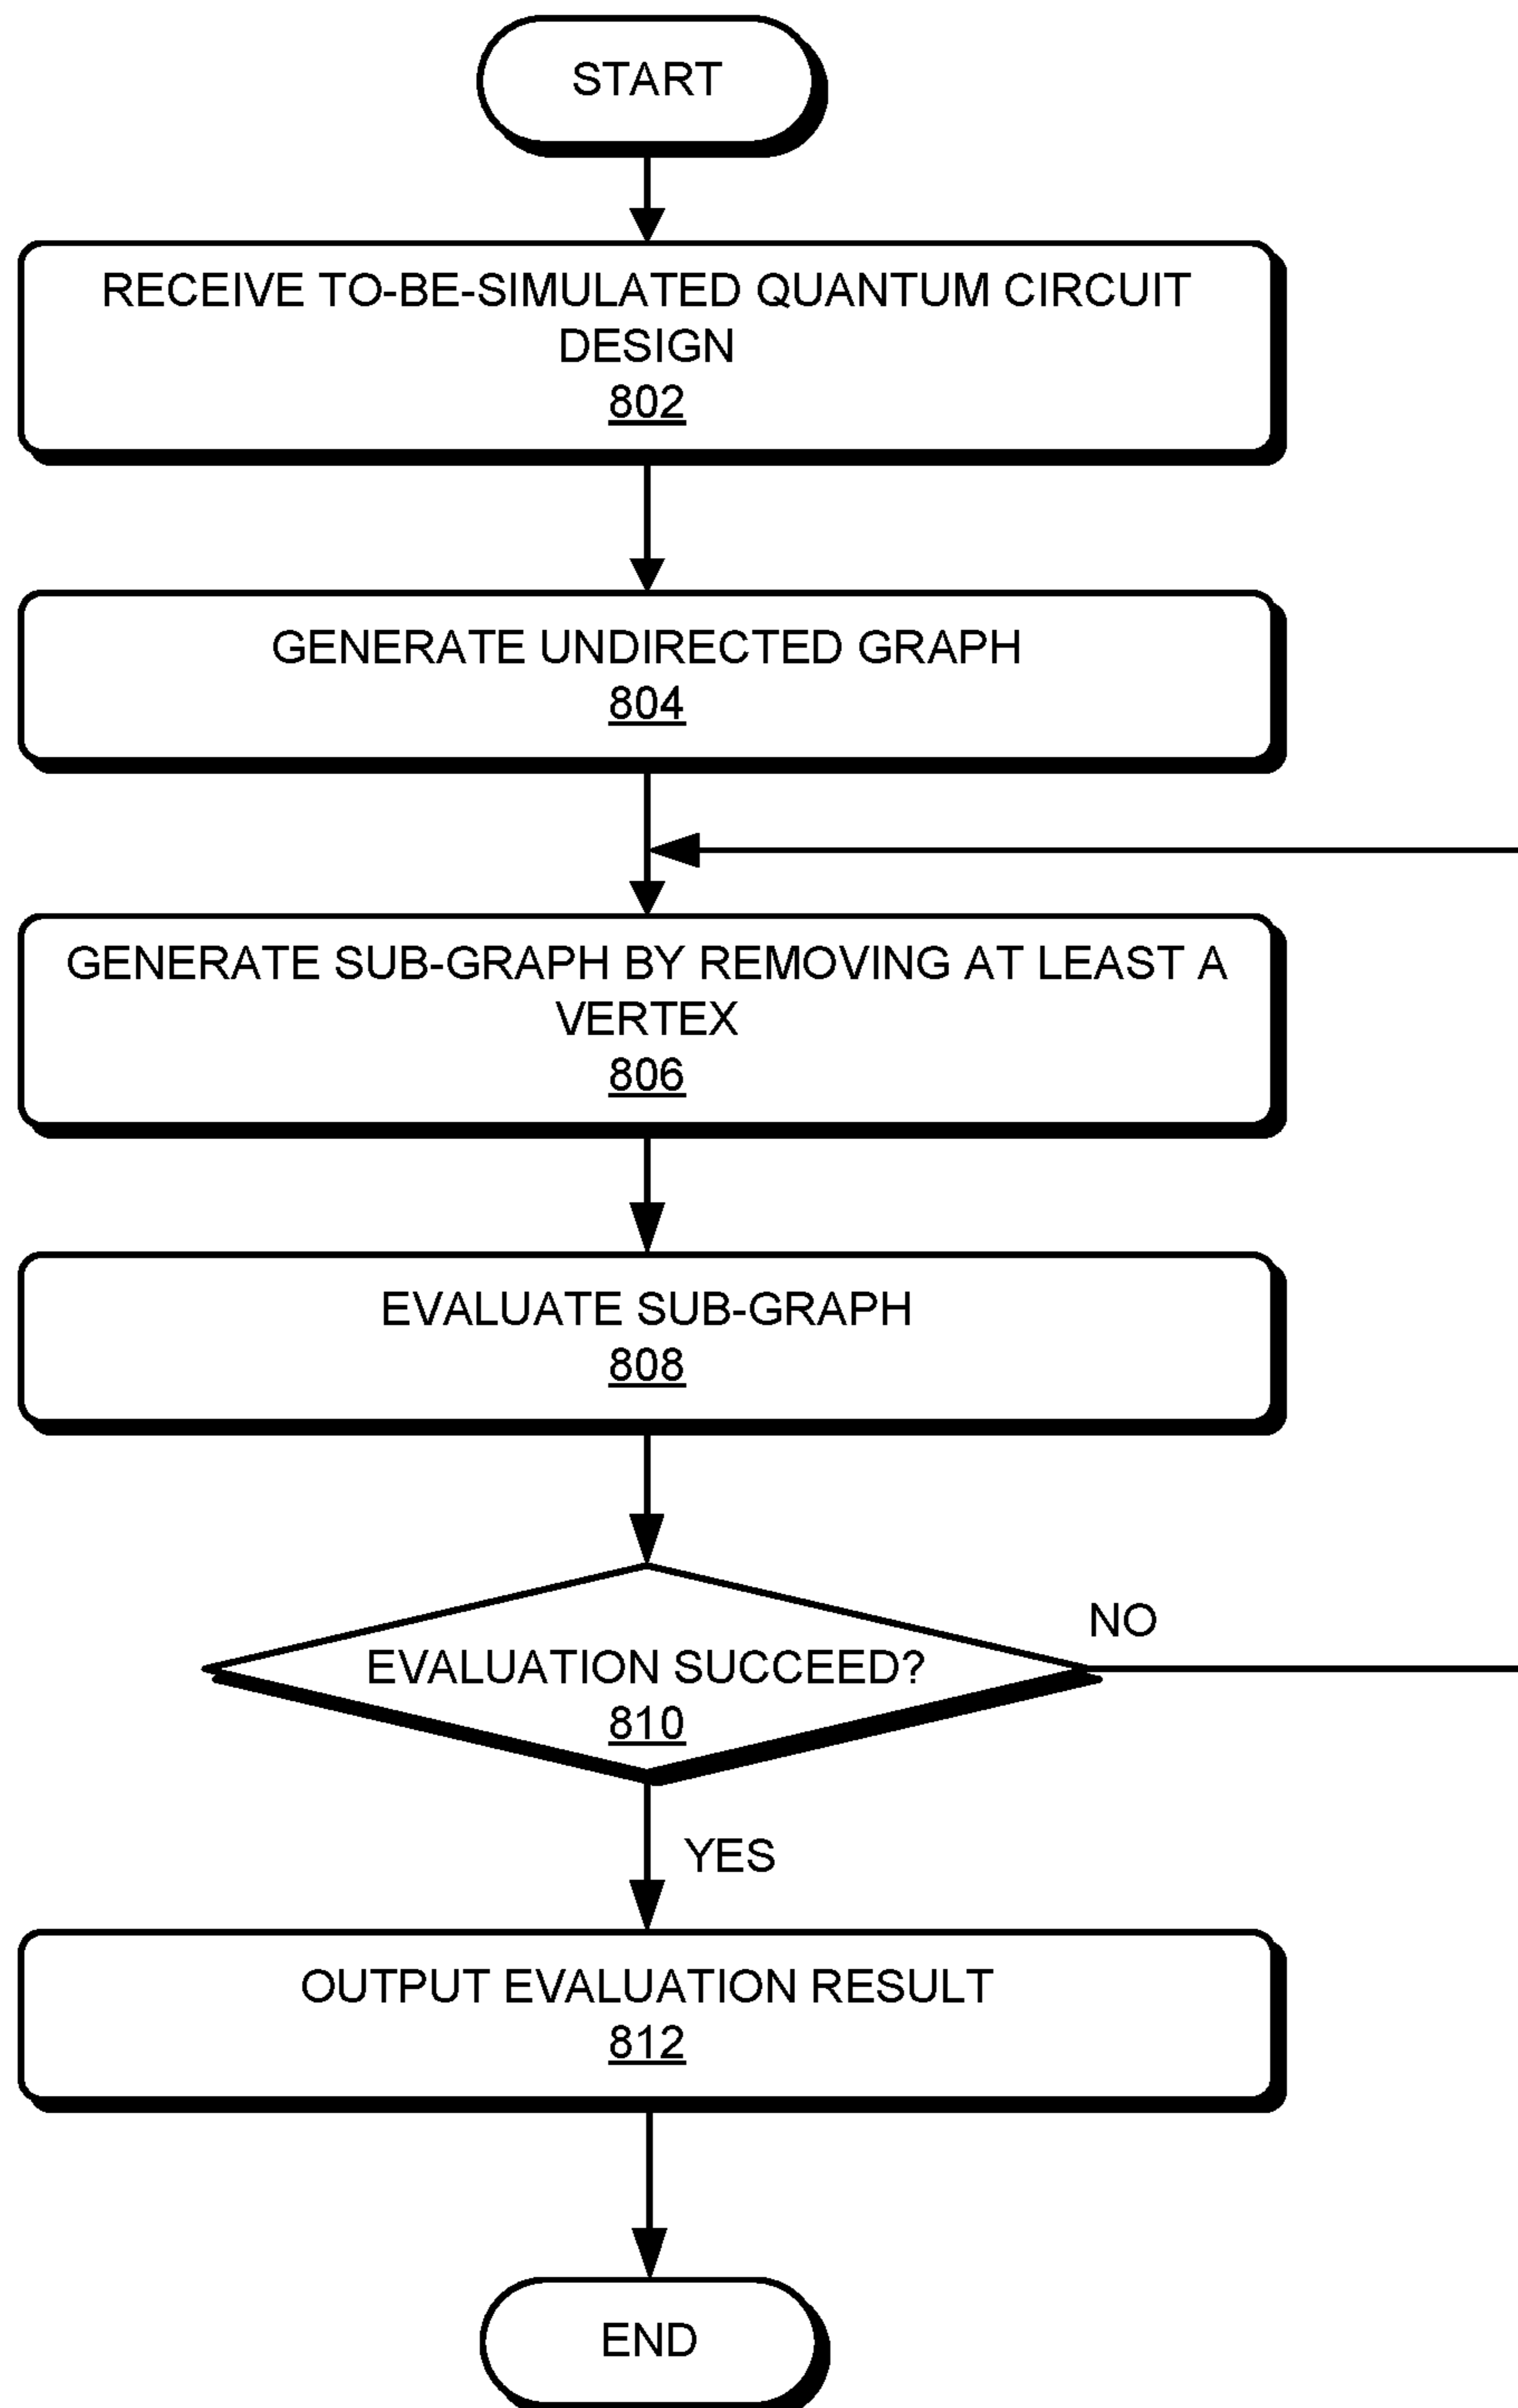 START
RECEIVE TO-BE-SIMULATED QUANTUM CIRCUIT
DESIGN
802
GENERATE UNDIRECTED GRAPH
804
GENERATE SUB-GRAPH BY REMOVING AT LEAST A
VERTEX
806
EVALUATE SUB-GRAPH
808
NO
EVALUATION SUCCEED?
810
YES
OUTPUT EVALUATION RESULT
812
END